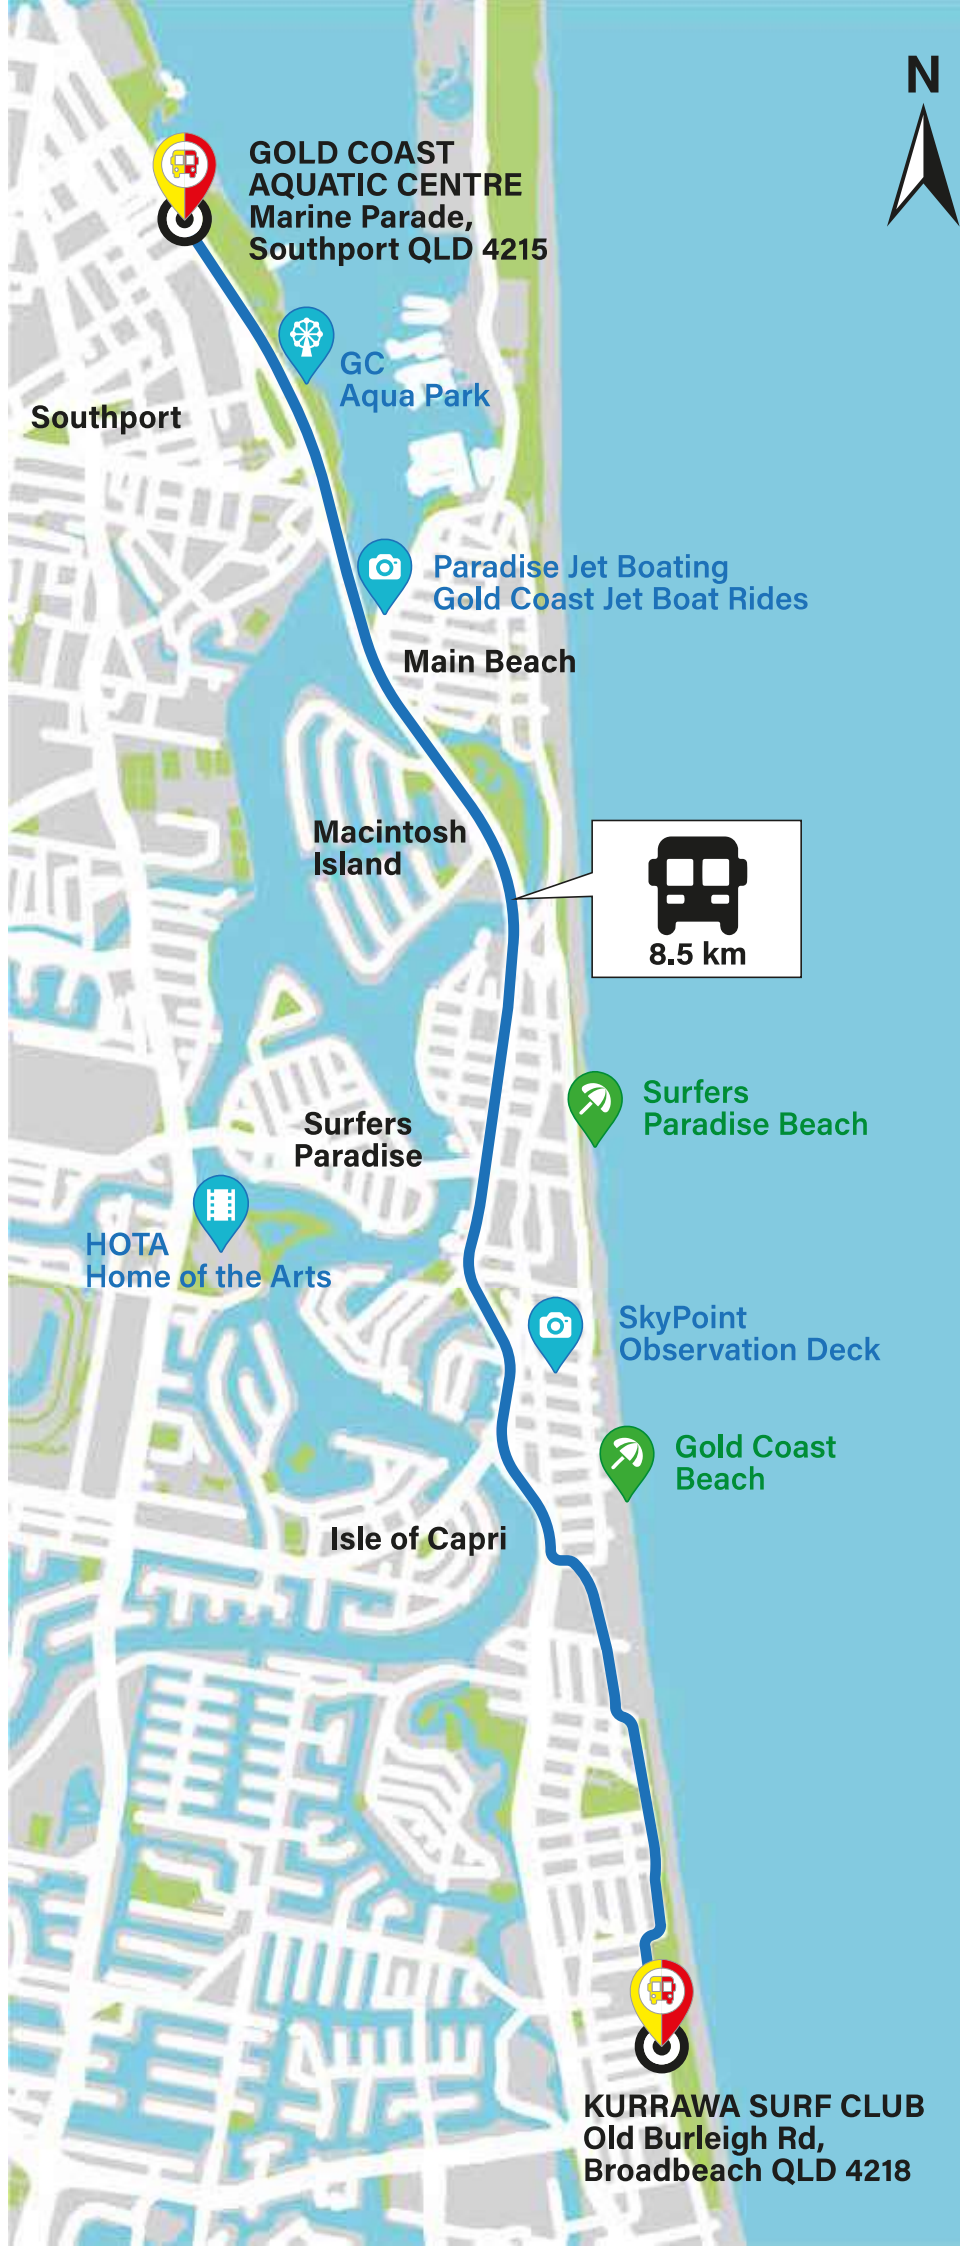 N
GOLD COAST
AQUATIC CENTRE
Marine Parade,
Southport QLD 4215
GC
Aqua Park
Southport
Paradise Jet Boating
Gold Coast Jet Boat Rides
Main Beach
Macintosh
Island
8.5 km
Surfers
Paradise Beach
Surfers
Paradise
HOTA
Home of the Arts
SkyPoint
Observation Deck
Gold Coast
Beach
Isle of Capri
KURRAWA SURF CLUB
Old Burleigh Rd,
Broadbeach QLD 4218